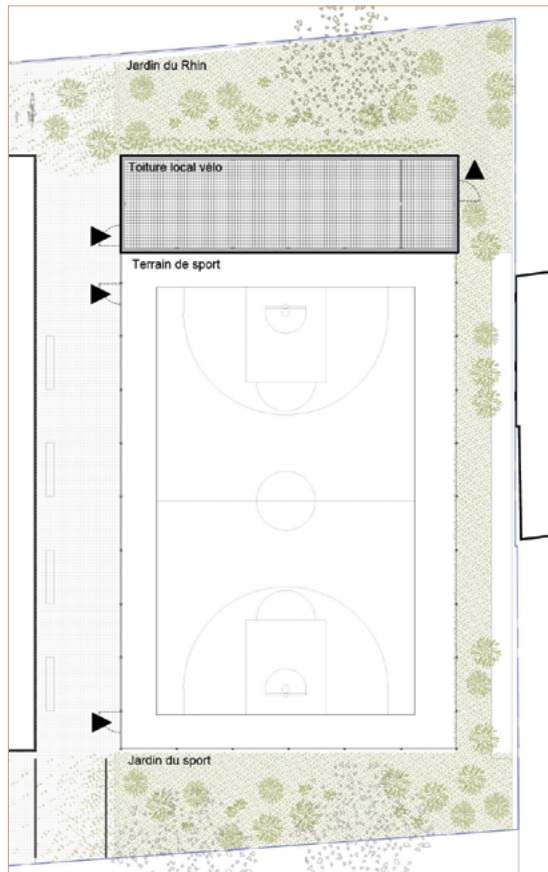 Jardin du Rhin
Toiture local vélo
Terrain de sport
Jardin du sport